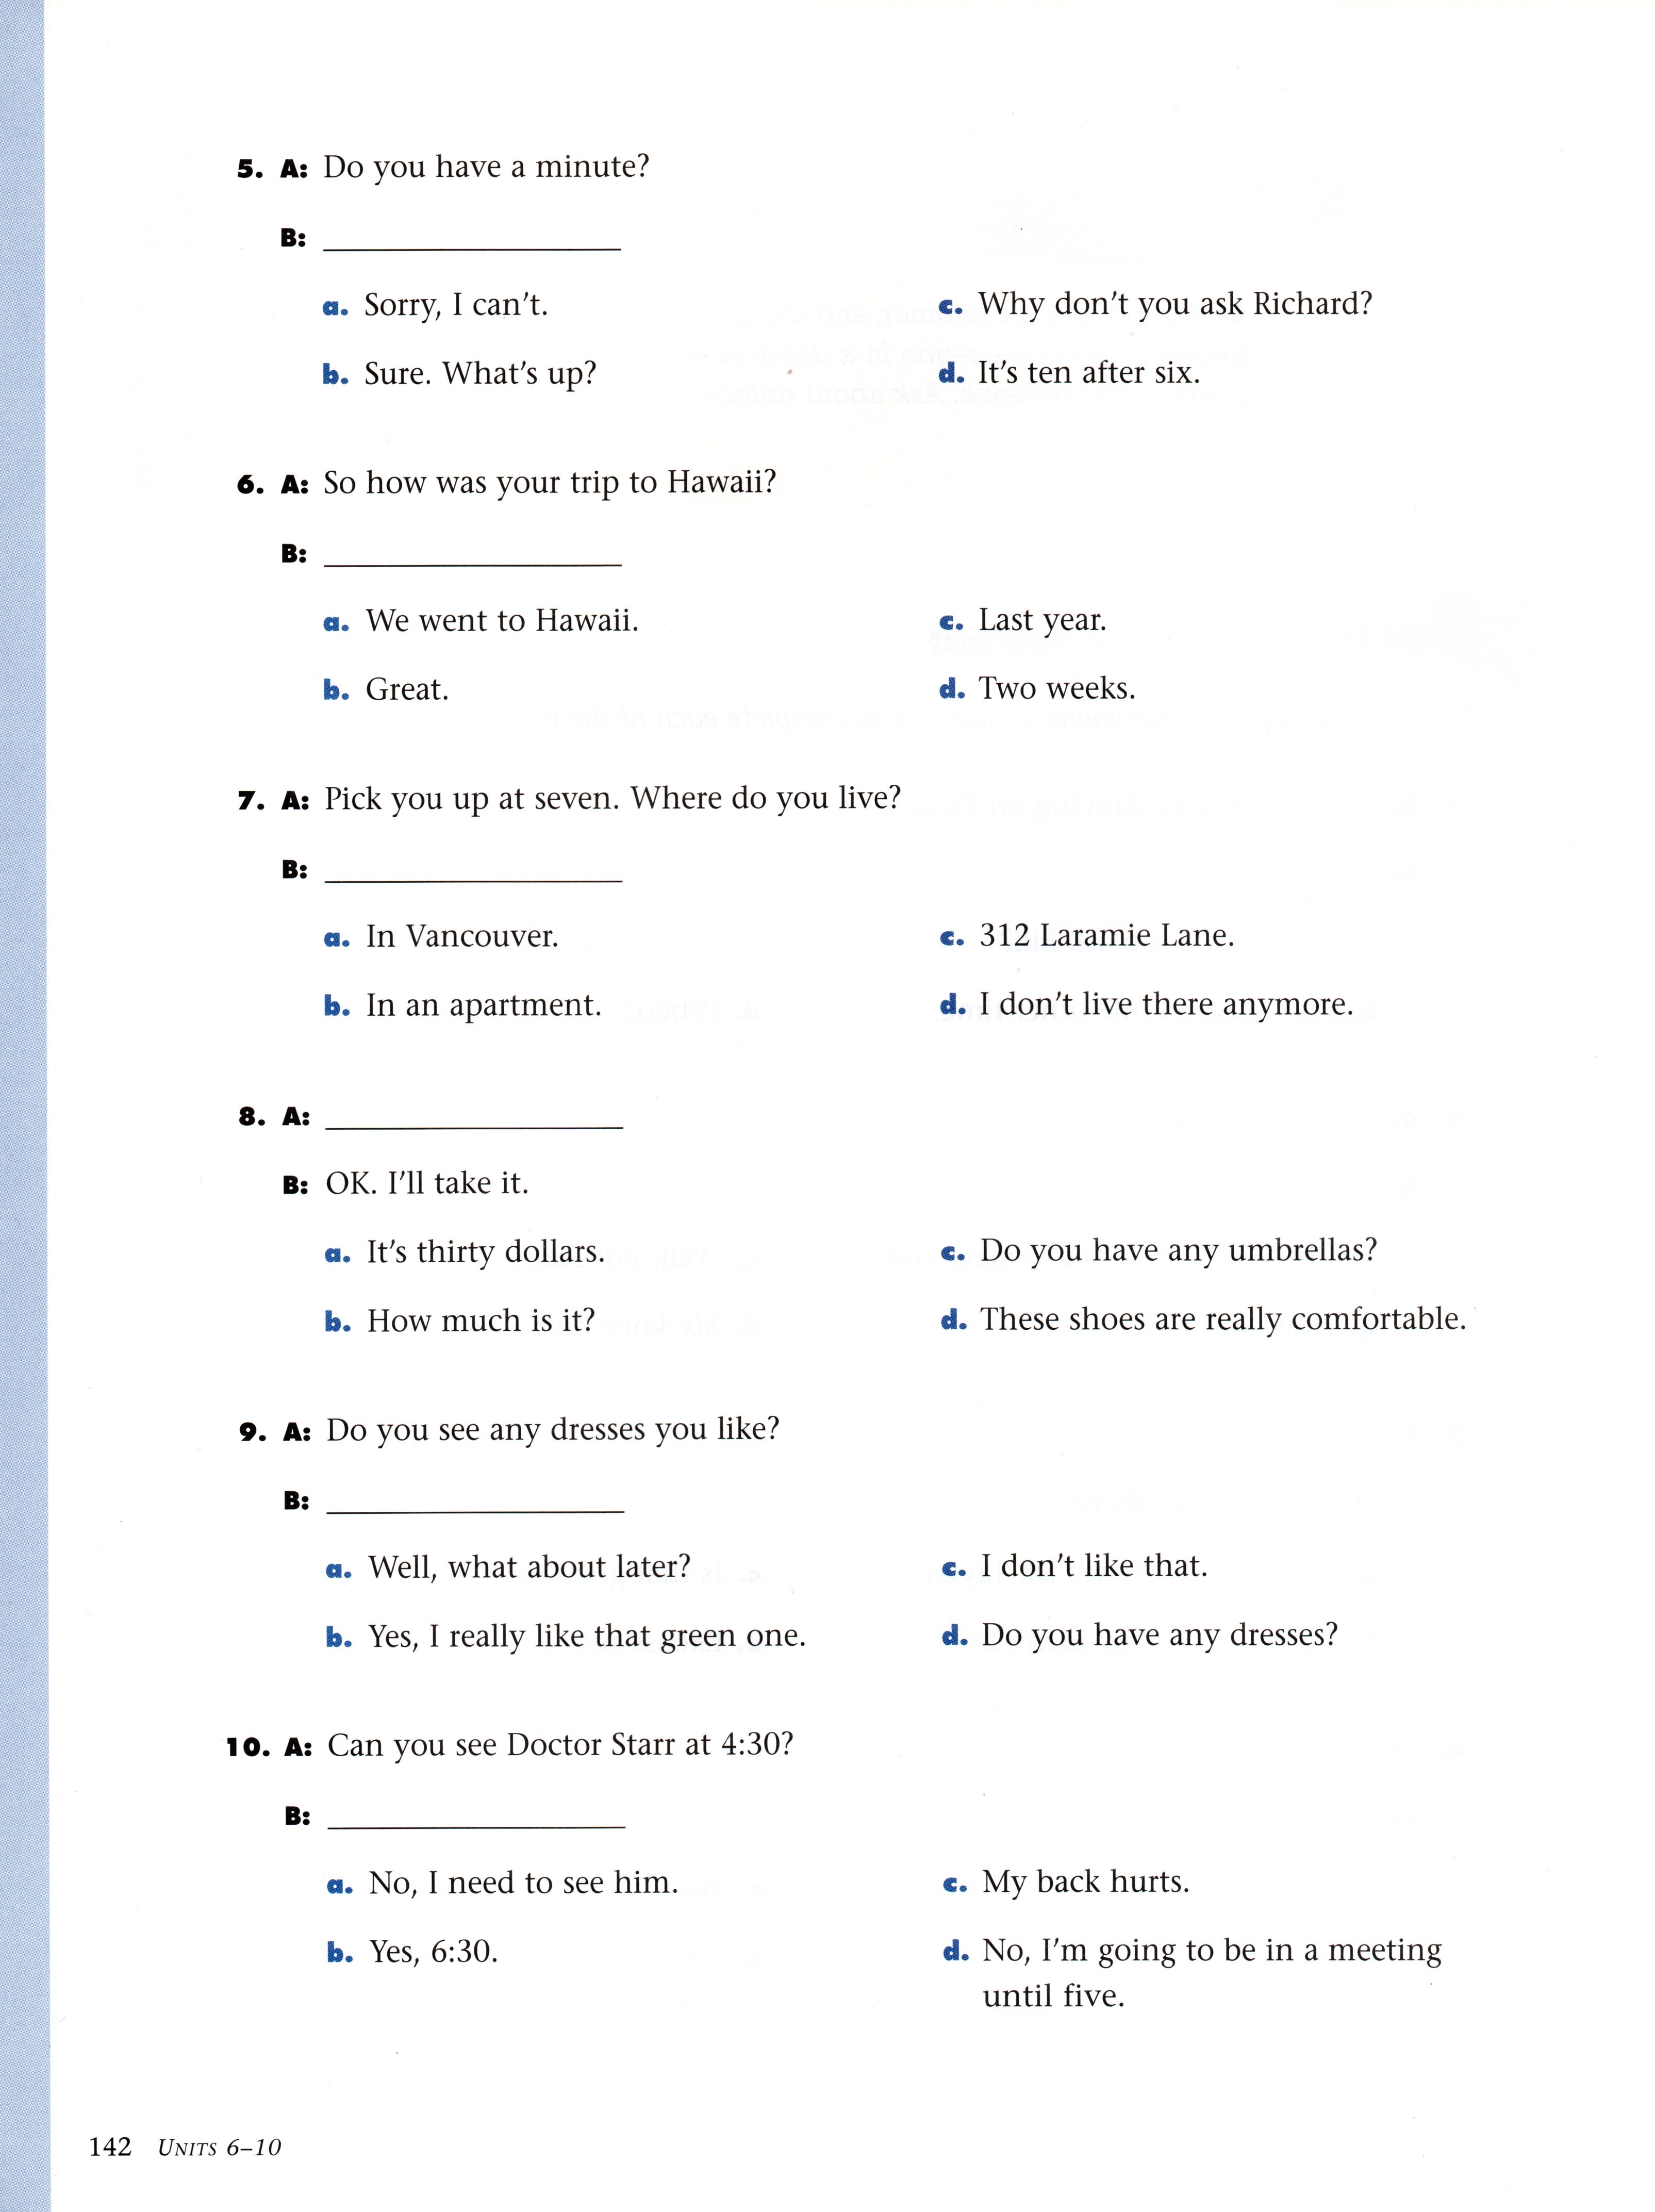 5. A: Do you have a minute?
B: ____________________
a. Sorry, I can't.
c. Why don't you ask Richard?
b. Sure. What's up?
d. It's ten after six.
6. A: So how was your trip to Hawaii?
B: ____________________
a. We went to Hawaii.
c. Last year.
b. Great.
d. Two weeks.
7. A: Pick you up at seven. Where do you live?
B: ____________________
a. In Vancouver.
c. 312 Laramie Lane.
b. In an apartment.
d. I don't live there anymore.
8. A: ____________________
B: OK. I'll take it.
a. It's thirty dollars.
c. Do you have any umbrellas?
b. How much is it?
d. These shoes are really comfortable.
9. A: Do you see any dresses you like?
B: ____________________
a. Well, what about later?
c. I don't like that.
b. Yes, I really like that green one.
d. Do you have any dresses?
10. A: Can you see Doctor Starr at 4:30?
B: ____________________
a. No, I need to see him.
c. My back hurts.
b. Yes, 6:30.
d. No, I'm going to be in a meeting
until five.
142 UNITS 6–10